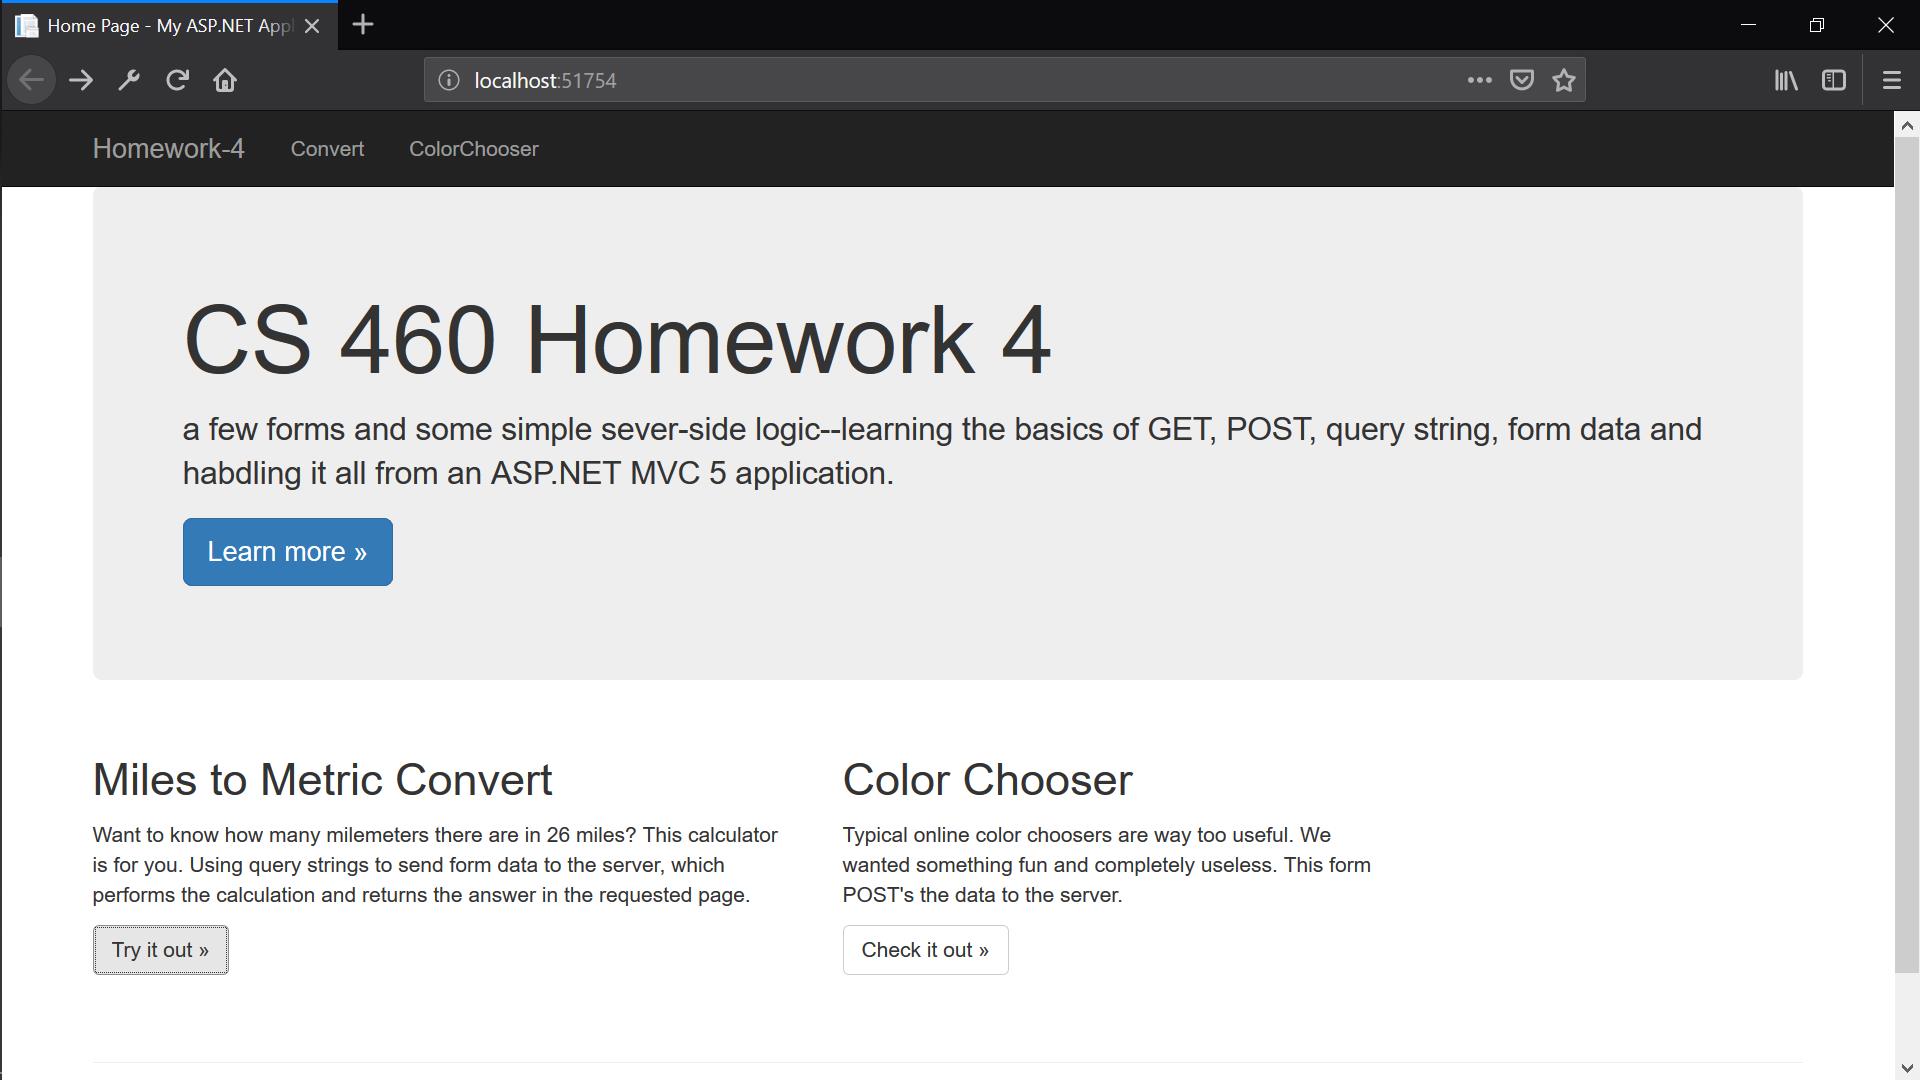 Home Page - My ASP.NET Appl
localhost:51754
Homework-4 Convert ColorChooser
CS 460 Homework 4
a few forms and some simple sever-side logic--learning the basics of GET, POST, query string, form data and
habdling it all from an ASP.NET MVC 5 application.
Learn more »
Miles to Metric Convert
Want to know how many milemeters there are in 26 miles? This calculator
is for you. Using query strings to send form data to the server, which
performs the calculation and returns the answer in the requested page.
Try it out »
Color Chooser
Typical online color choosers are way too useful. We
wanted something fun and completely useless. This form
POST's the data to the server.
Check it out »